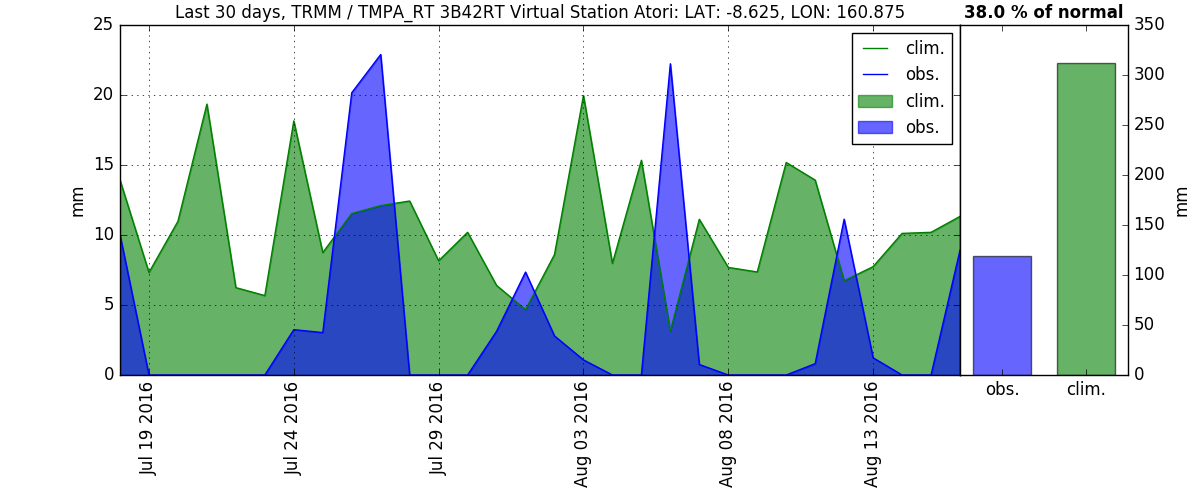 Last 30 days, TRMM / TMPA_RT 3B42RT Virtual Station Atori: LAT: -8.625, LON: 160.875
38.0 % of normal
25
20
15
10
5
0
mm
clim.
obs.
clim.
obs.
350
300
250
200
150
100
50
0
mm
Jul 19 2016
Jul 24 2016
Jul 29 2016
Aug 03 2016
Aug 08 2016
Aug 13 2016
obs.
clim.